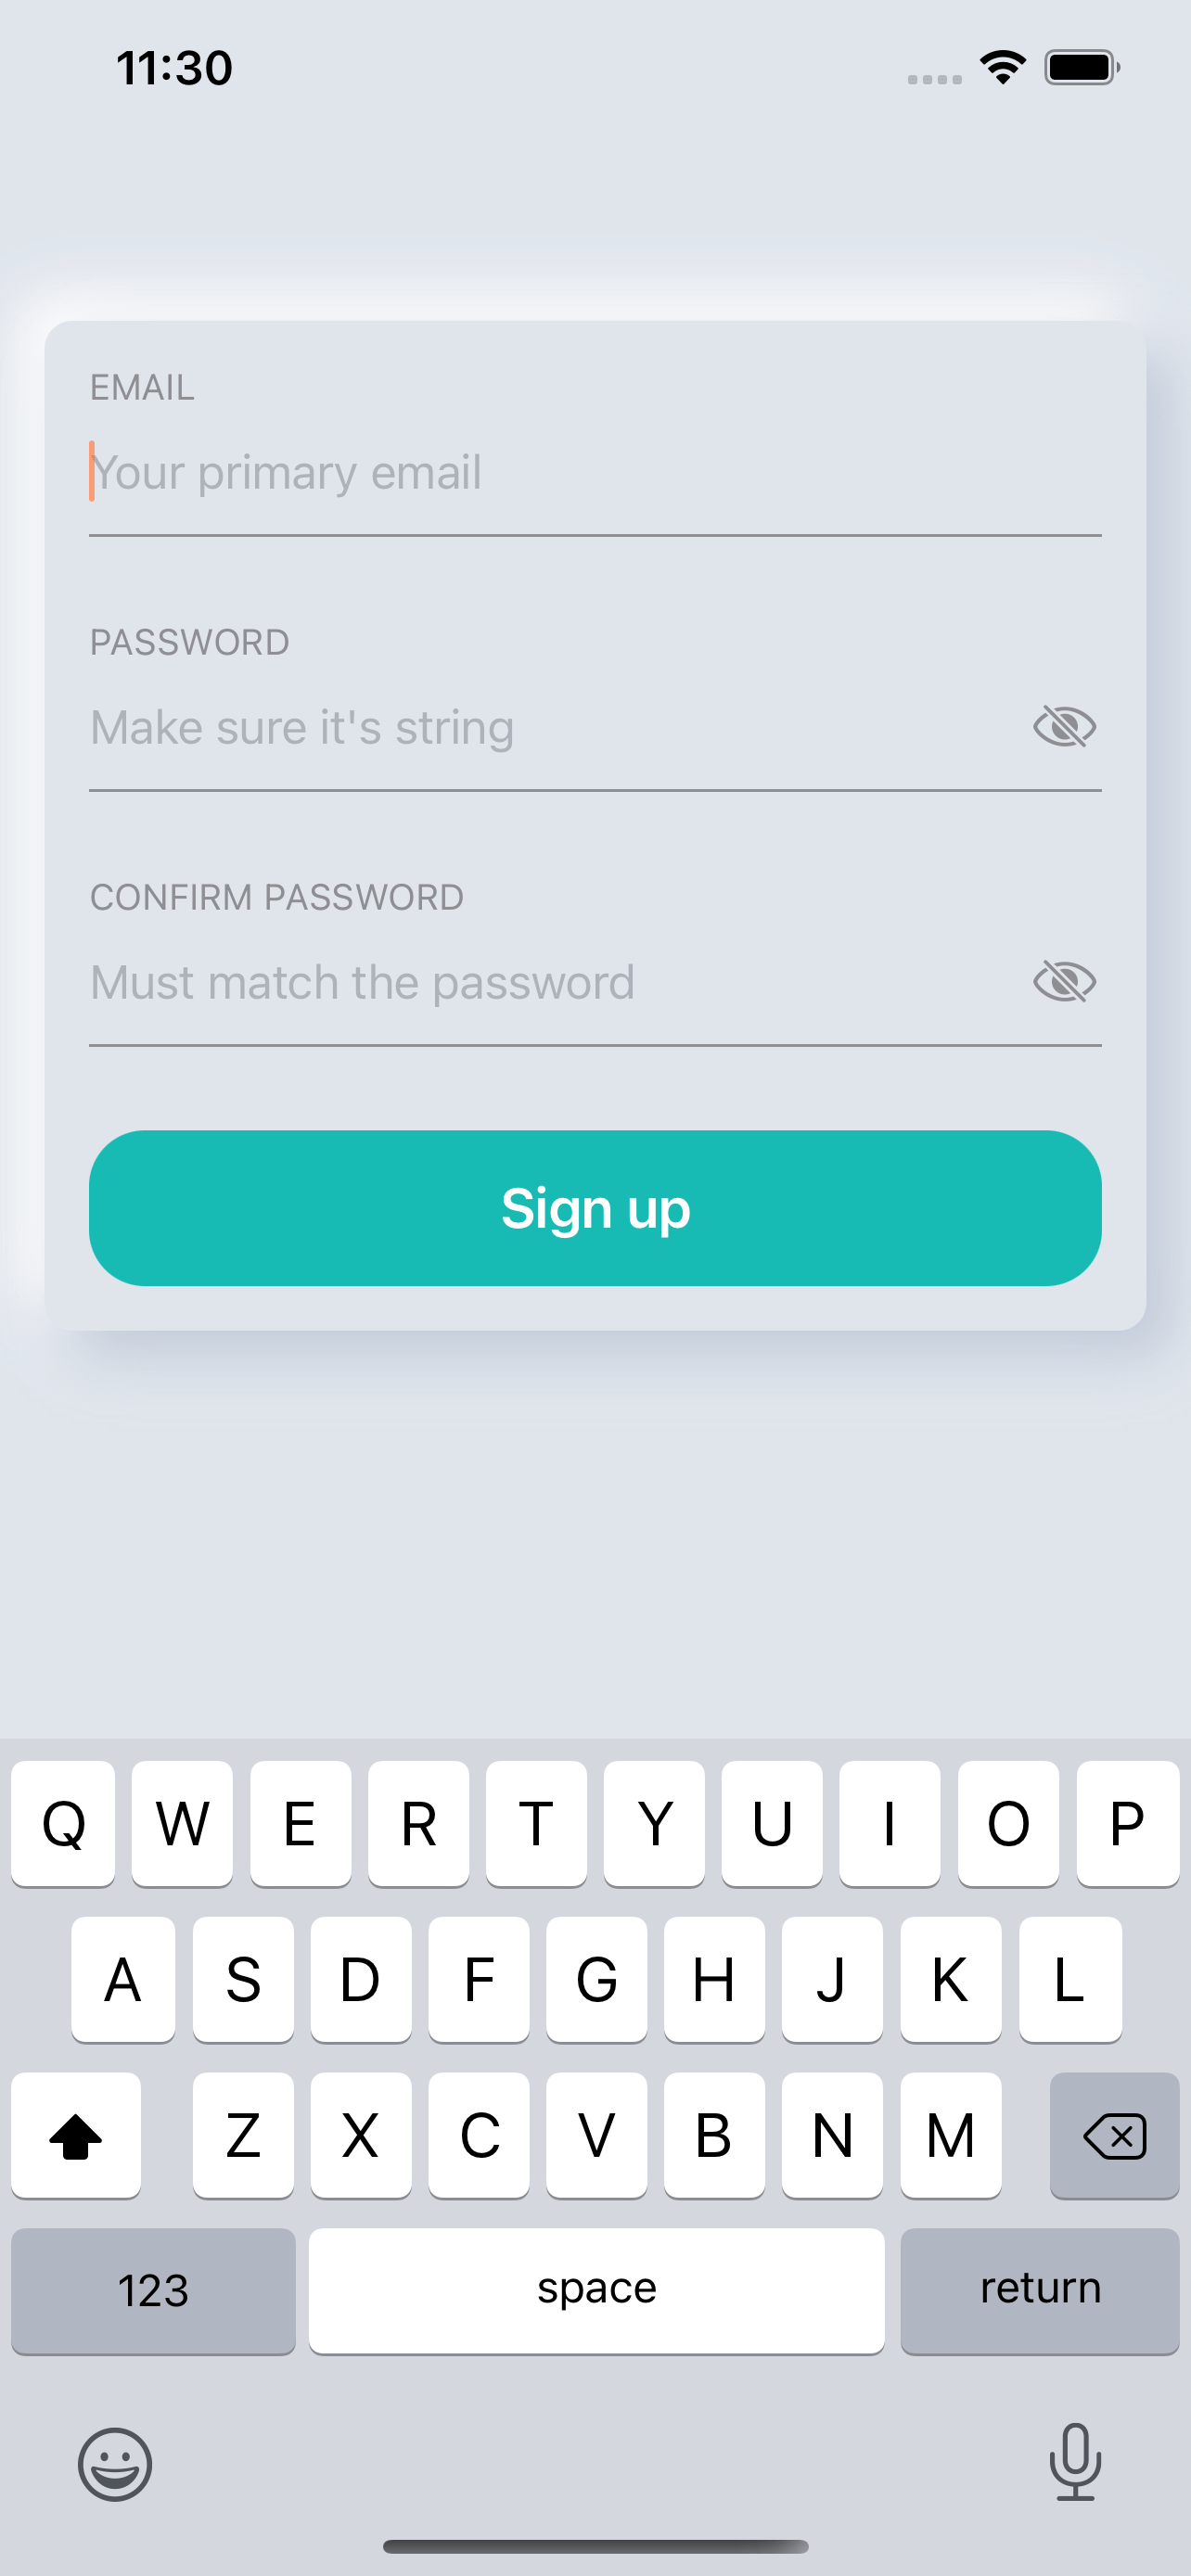 11:30
EMAIL
Your primary email
PASSWORD
Make sure it's string
CONFIRM PASSWORD
Must match the password
Sign up
Q W E R T Y U I O P
A S D F G H J K L
Z X C V B N M
123 space return